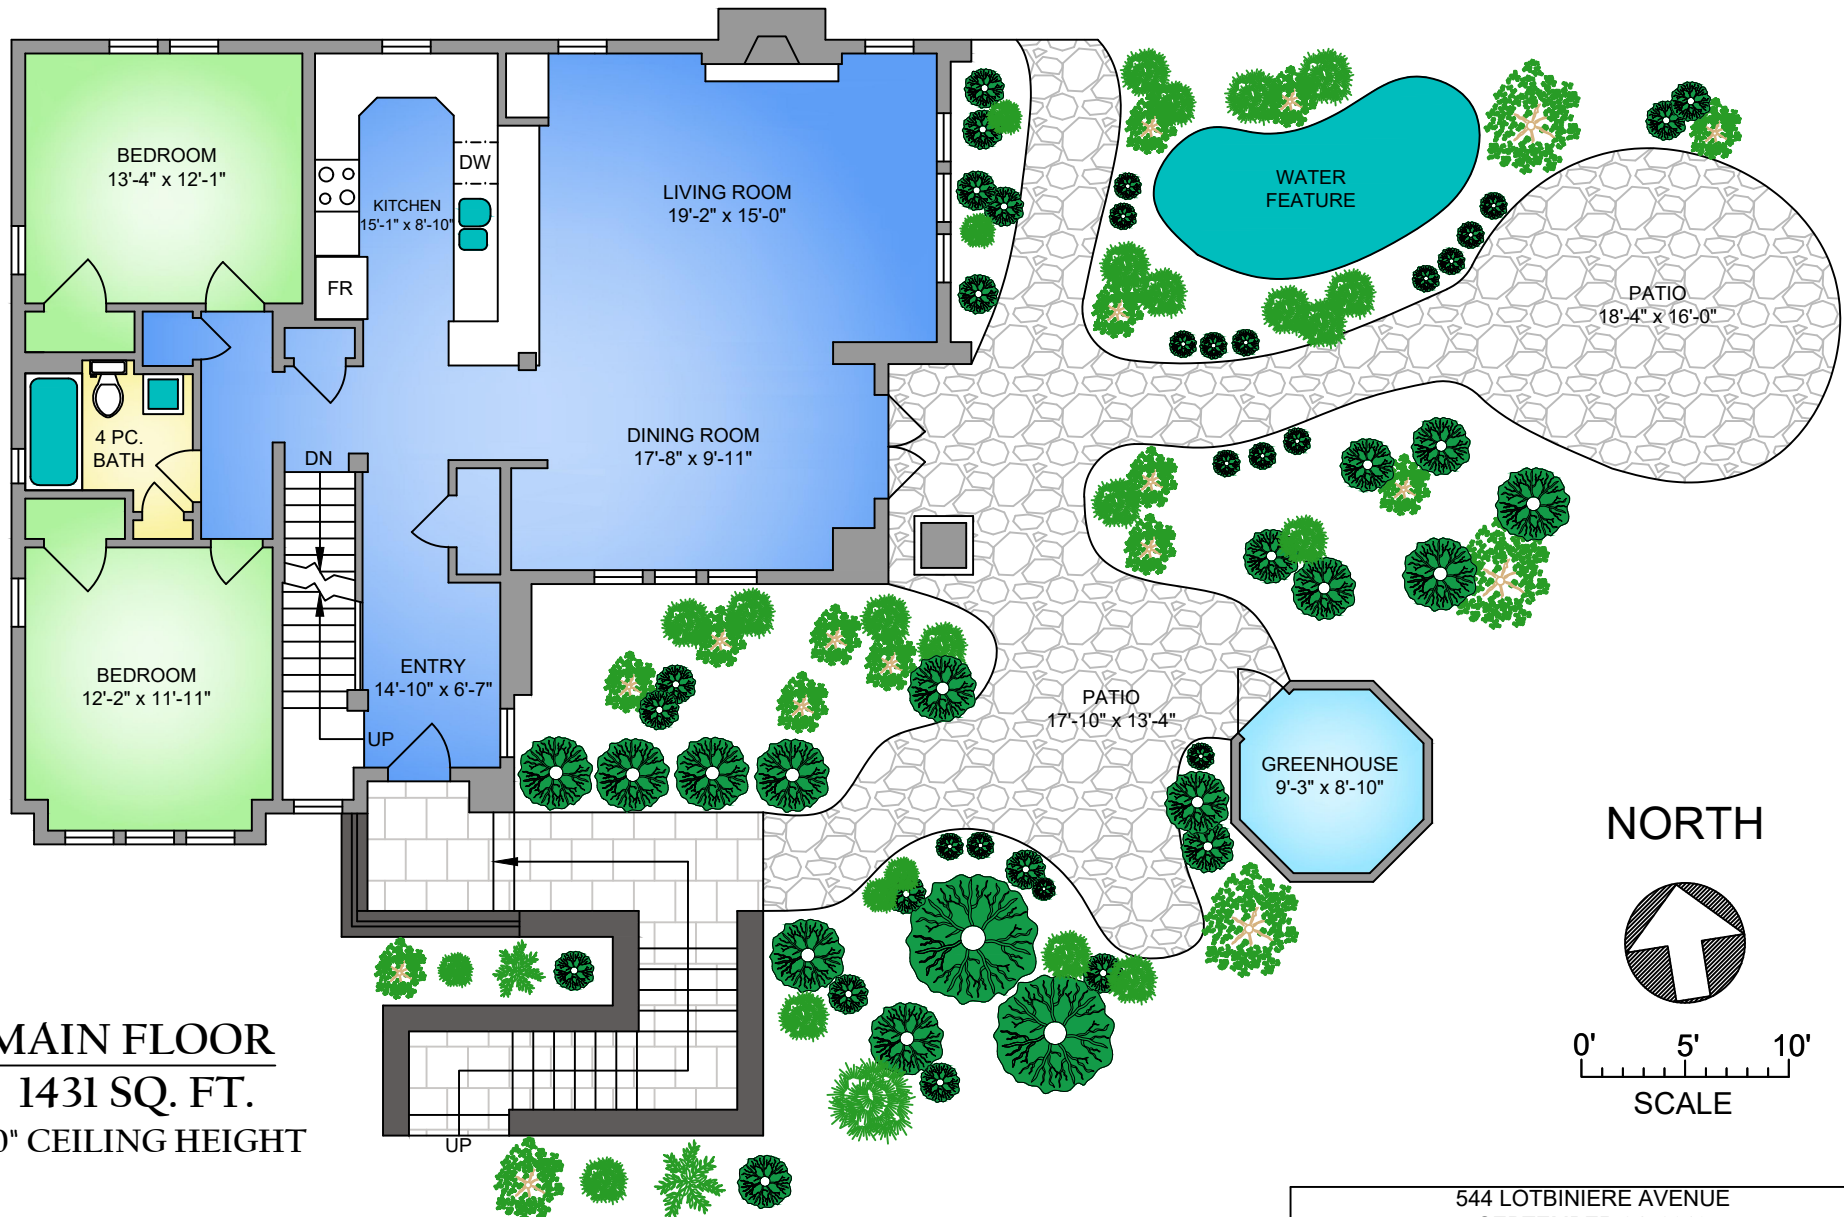 BEDROOM
13'-4" x 12'-1"
KITCHEN
15'-1" x 8'-10"
DW
FR
LIVING ROOM
19'-2" x 15'-0"
WATER
FEATURE
PATIO
18'-4" x 16'-0"
4 PC.
BATH
DN
DINING ROOM
17'-8" x 9'-11"
BEDROOM
12'-2" x 11'-11"
ENTRY
14'-10" x 6'-7"
UP
PATIO
17'-10" x 13'-4"
GREENHOUSE
9'-3" x 8'-10"
NORTH
0' 5' 10'
SCALE
MAIN FLOOR
1431 SQ. FT.
0" CEILING HEIGHT
UP
544 LOTBINIERE AVENUE